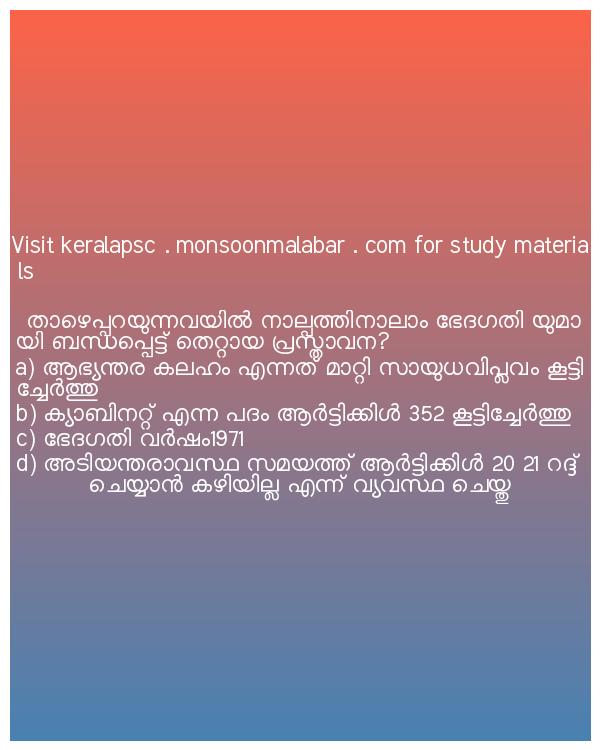 Visit keralapsc . monsoonmalabar . com for study materia
ls
താഴെപ്പറയുന്നവയിൽ നാല്പത്തിനാലാം ഭേദഗതി യുമാ
യി ബന്ധപ്പെട്ട് തെറ്റായ പ്രസ്താവന?
a) ആഭ്യന്തര കലഹം എന്നത് മാറ്റി സായുധവിപ്ലവം കൂട്ടി
ച്ചേർത്തു
b) ക്യാബിനറ്റ് എന്ന പദം ആർട്ടിക്കിൾ 352 കൂട്ടിച്ചേർത്തു
c) ഭേദഗതി വർഷം1971
d) അടിയന്തരാവസ്ഥ സമയത്ത് ആർട്ടിക്കിൾ 20 21 റദ്ദ്
ചെയ്യാൻ കഴിയില്ല എന്ന് വ്യവസ്ഥ ചെയ്തു